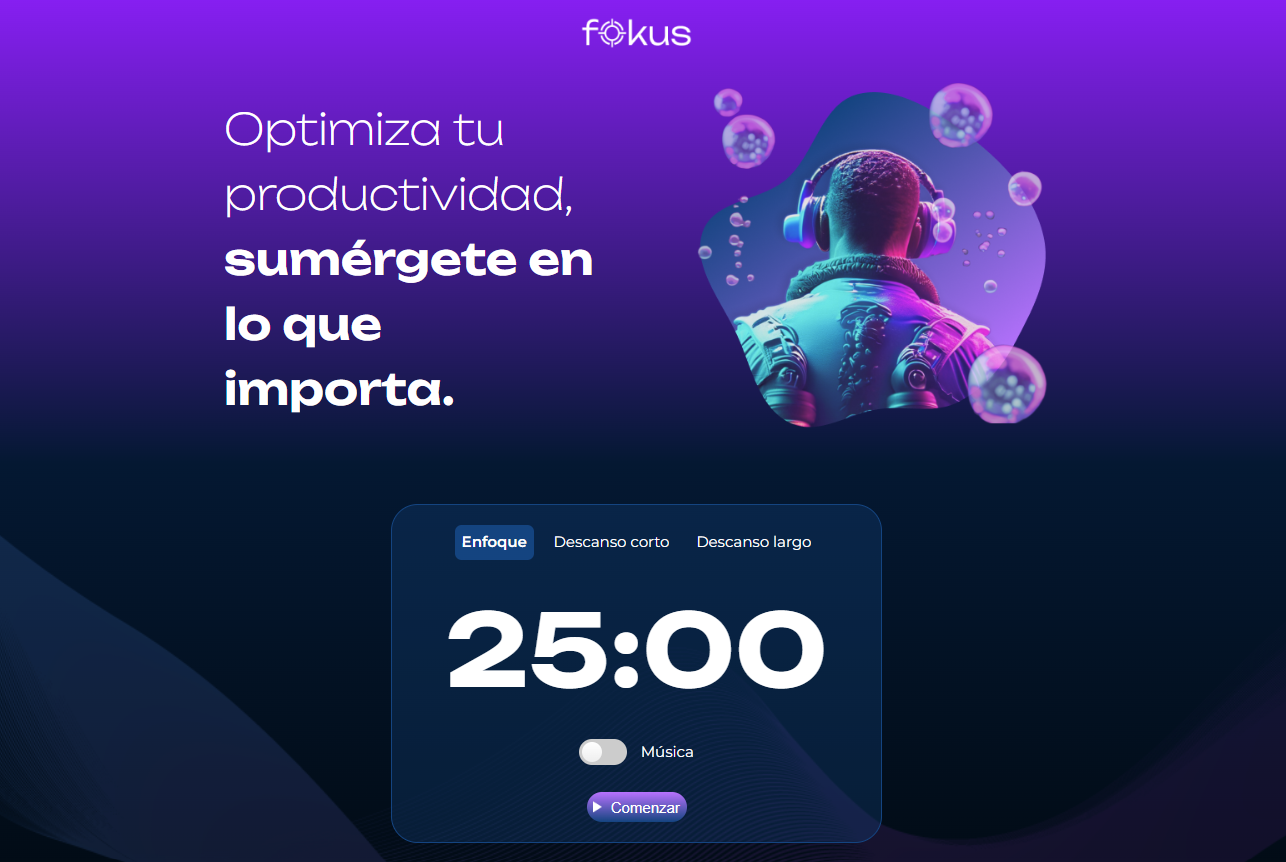 fokus
Optimiza tu
productividad,
sumérgete en
lo que
importa.
Enfoque Descanso corto Descanso largo
25:00
Música
Comenzar